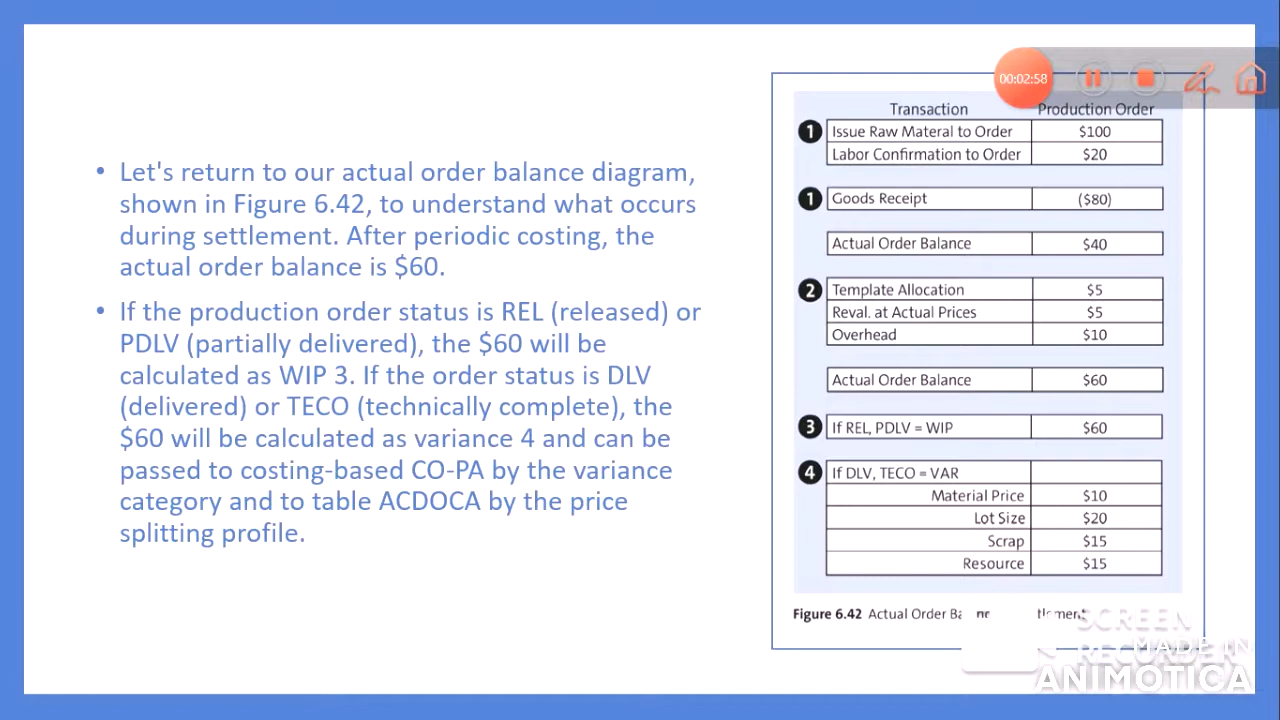 00:02:58
• Let's return to our actual order balance diagram,
shown in Figure 6.42, to understand what occurs
during settlement. After periodic costing, the
actual order balance is $60.
• If the production order status is REL (released) or
PDLV (partially delivered), the $60 will be
calculated as WIP 3. If the order status is DLV
(delivered) or TECO (technically complete), the
$60 will be calculated as variance 4 and can be
passed to costing-based CO-PA by the variance
category and to table ACDOCA by the price
splitting profile.
Transaction Production Order
1 Issue Raw Materal to Order $100
Labor Confirmation to Order $20
1 Goods Receipt ($80)
Actual Order Balance $40
2 Template Allocation $5
Reval. at Actual Prices $5
Overhead $10
Actual Order Balance $60
3 If REL, PDLV = WIP $60
4 If DLV, TECO = VAR
Material Price $10
Lot Size $20
Scrap $15
Resource $15
Figure 6.42 Actual Order
SCREEN
RECORDER
MADE IN
ANIMOTICA